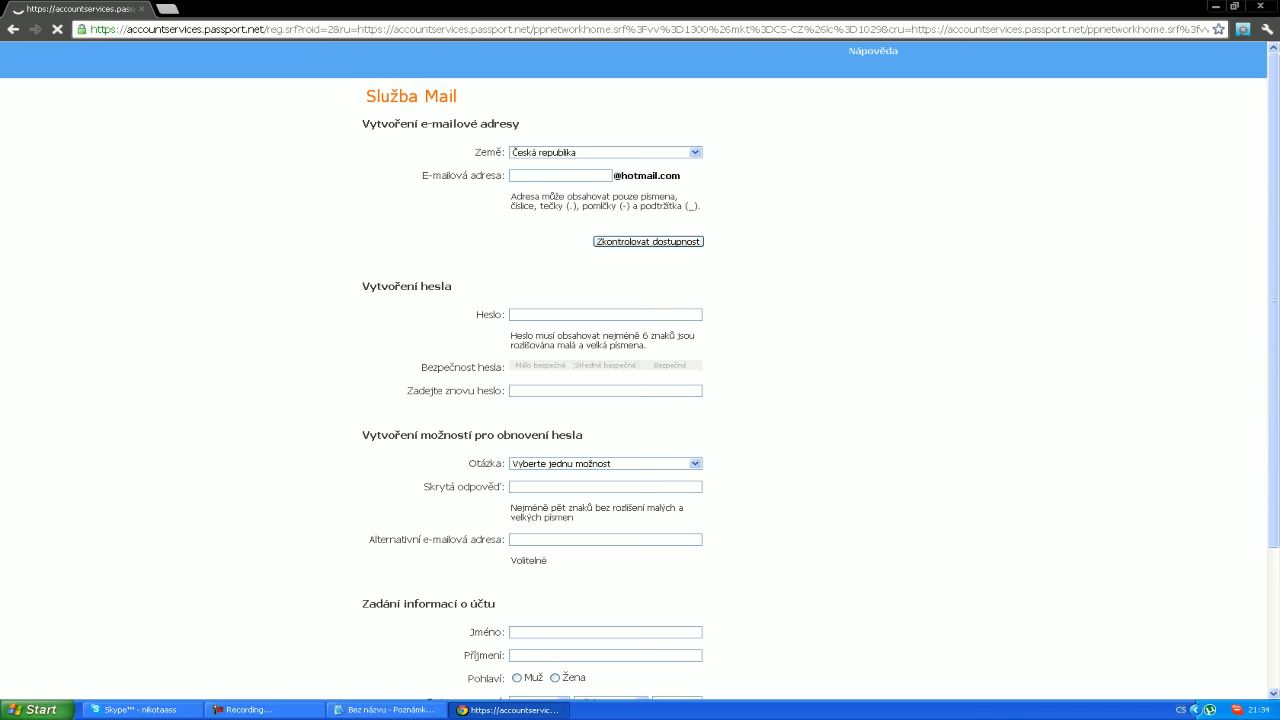 https://accountservices.pass
https://accountservices.passport.net/reg.srf?roid=2&ru=https://accountservices.passport.net/ppnetworkhome.srf%3Fvv%3D1300%26mkt%3DCS-CZ%26lc%3D1029&cru=https://accountservices.passport.net/ppnetworkhome.srf%3Fvv
Nápověda
Služba Mail
Vytvoření e-mailové adresy
Země: Česká republika
E-mailová adresa: @hotmail.com
Adresa může obsahovat pouze písmena,
číslice, tečky (.), pomlčky (-) a podtržítka (_).
Zkontrolovat dostupnost
Vytvoření hesla
Heslo:
Heslo musí obsahovat nejméně 6 znaků jsou
rozlišována malá a velká písmena.
Bezpečnost hesla: Málo bezpečné Středně bezpečné Bezpečné
Zadejte znovu heslo:
Vytvoření možností pro obnovení hesla
Otázka: Vyberte jednu možnost
Skrytá odpověď:
Nejméně pět znaků bez rozlišení malých a
velkých písmen
Alternativní e-mailová adresa:
Volitelné
Zadání informací o účtu
Jméno:
Příjmení:
Pohlaví: Muž Žena
Start Skype™ - nikotaass Recording... Bez názvu - Poznámk... https://accountservic... CS 21:34